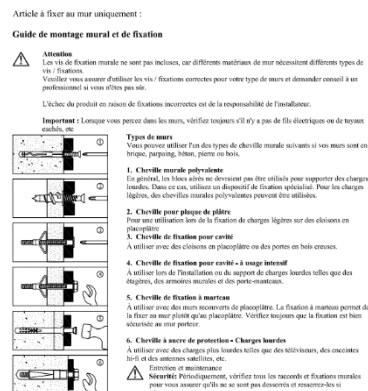 Article à fixer au mur uniquement :
Guide de montage mural et de fixation
Attention
Les vis de fixation murale ne sont pas incluses, car différents matériaux de mur nécessitent différents types de
vis / fixations.
Veuillez vous assurer d'utiliser les vis / fixations correctes pour votre type de murs et demander conseil à un
professionnel si vous n'êtes pas sûr.
L'échec du produit en raison de fixations incorrectes est de la responsabilité de l'installateur.
Important : Lorsque vous percez dans les murs, vérifiez toujours s'il n'y a pas de fils électriques ou de tuyaux
cachés, etc
Types de murs
Vous pouvez utiliser l'un des types de cheville murale suivants si vos murs sont en
brique, parpaing, béton, pierre ou bois.
1. Cheville murale polyvalente
En général, les blocs aérés ne devraient pas être utilisés pour supporter des charges
lourdes. Dans ce cas, utilisez un dispositif de fixation spécialisé. Pour les charges
légères, des chevilles murales polyvalentes peuvent être utilisées.
2. Cheville pour plaque de plâtre
Pour une utilisation lors de la fixation de charges légères sur des cloisons en
placoplâtre
3. Cheville de fixation pour cavité
À utiliser avec des cloisons en placoplâtre ou des portes en bois creuses.
4. Cheville de fixation pour cavité - à usage intensif
À utiliser lors de l'installation ou du support de charges lourdes telles que des
étagères, des armoires murales et des porte-manteaux.
5. Cheville de fixation à marteau
À utiliser avec des murs recouverts de placoplâtre. La fixation à marteau permet de
la fixer au mur plutôt qu'au placoplâtre. Vérifiez toujours que la fixation est bien
sécurisée au mur porteur.
6. Cheville à ancre de protection - Charges lourdes
À utiliser avec des charges plus lourdes telles que des téléviseurs, des enceintes
hi-fi et des antennes satellites, etc.
Entretien et maintenance
Sécurité: Périodiquement, vérifiez tous les raccords et fixations murales
pour vous assurer qu'ils ne se sont pas desserrés et resserrez-les si
① 
② 
③ 
④ 
⑤ 
⑥